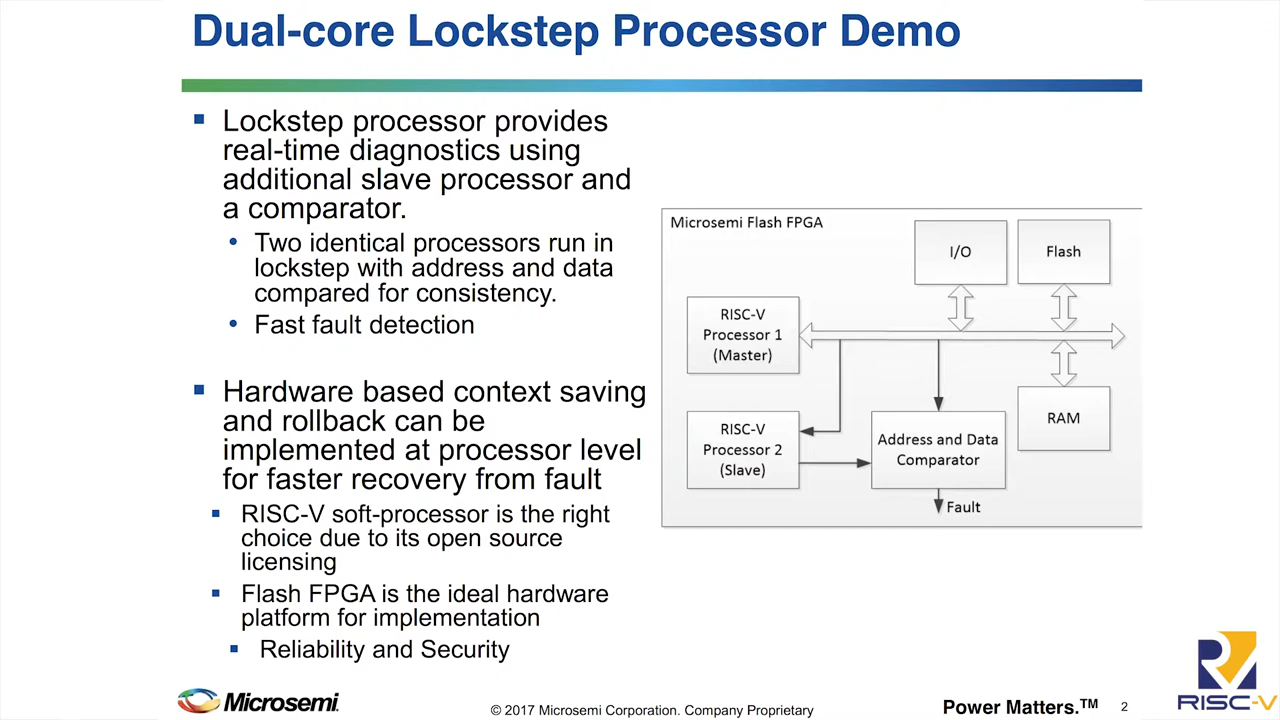 Dual-core Lockstep Processor Demo
Lockstep processor provides
real-time diagnostics using
additional slave processor and
a comparator.
Two identical processors run in
lockstep with address and data
compared for consistency.
Fast fault detection
Hardware based context saving
and rollback can be
implemented at processor level
for faster recovery from fault
RISC-V soft-processor is the right
choice due to its open source
licensing
Flash FPGA is the ideal hardware
platform for implementation
Reliability and Security
Microsemi Flash FPGA
I/O
Flash
RISC-V
Processor 1
(Master)
RISC-V
Processor 2
(Slave)
Address and Data
Comparator
RAM
Fault
Microsemi.
© 2017 Microsemi Corporation. Company Proprietary
Power Matters.TM
2
RISC-V